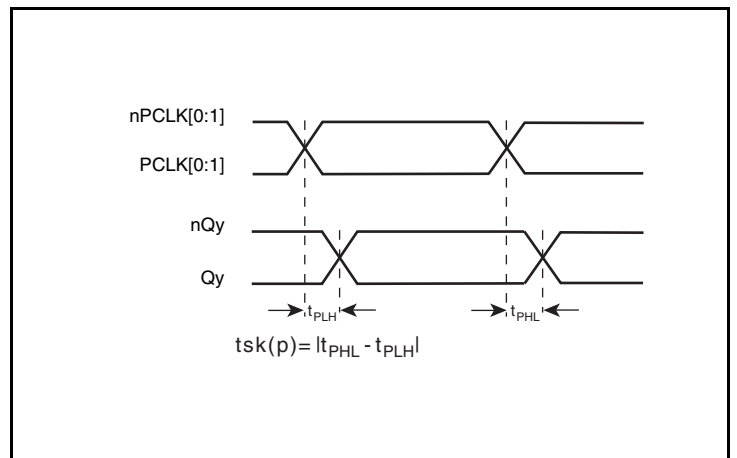 nPCLK[0:1]
PCLK[0:1]
nQy
Qy
tPLH
tPHL
tsk(p)= |tPHL - tPLH|